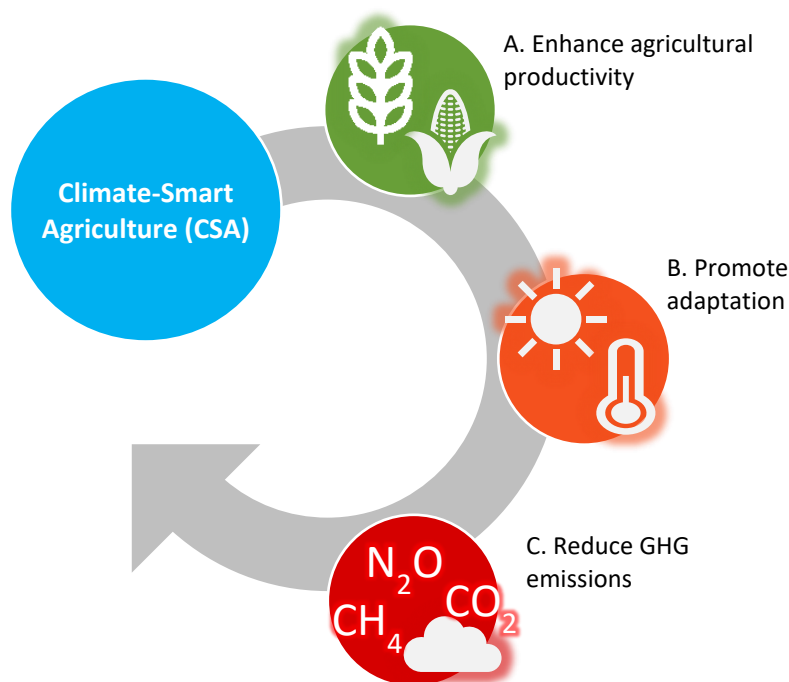 A. Enhance agricultural
productivity
Climate-Smart
Agriculture (CSA)
B. Promote
adaptation
C. Reduce GHG
emissions
N₂O
CH₄
CO₂